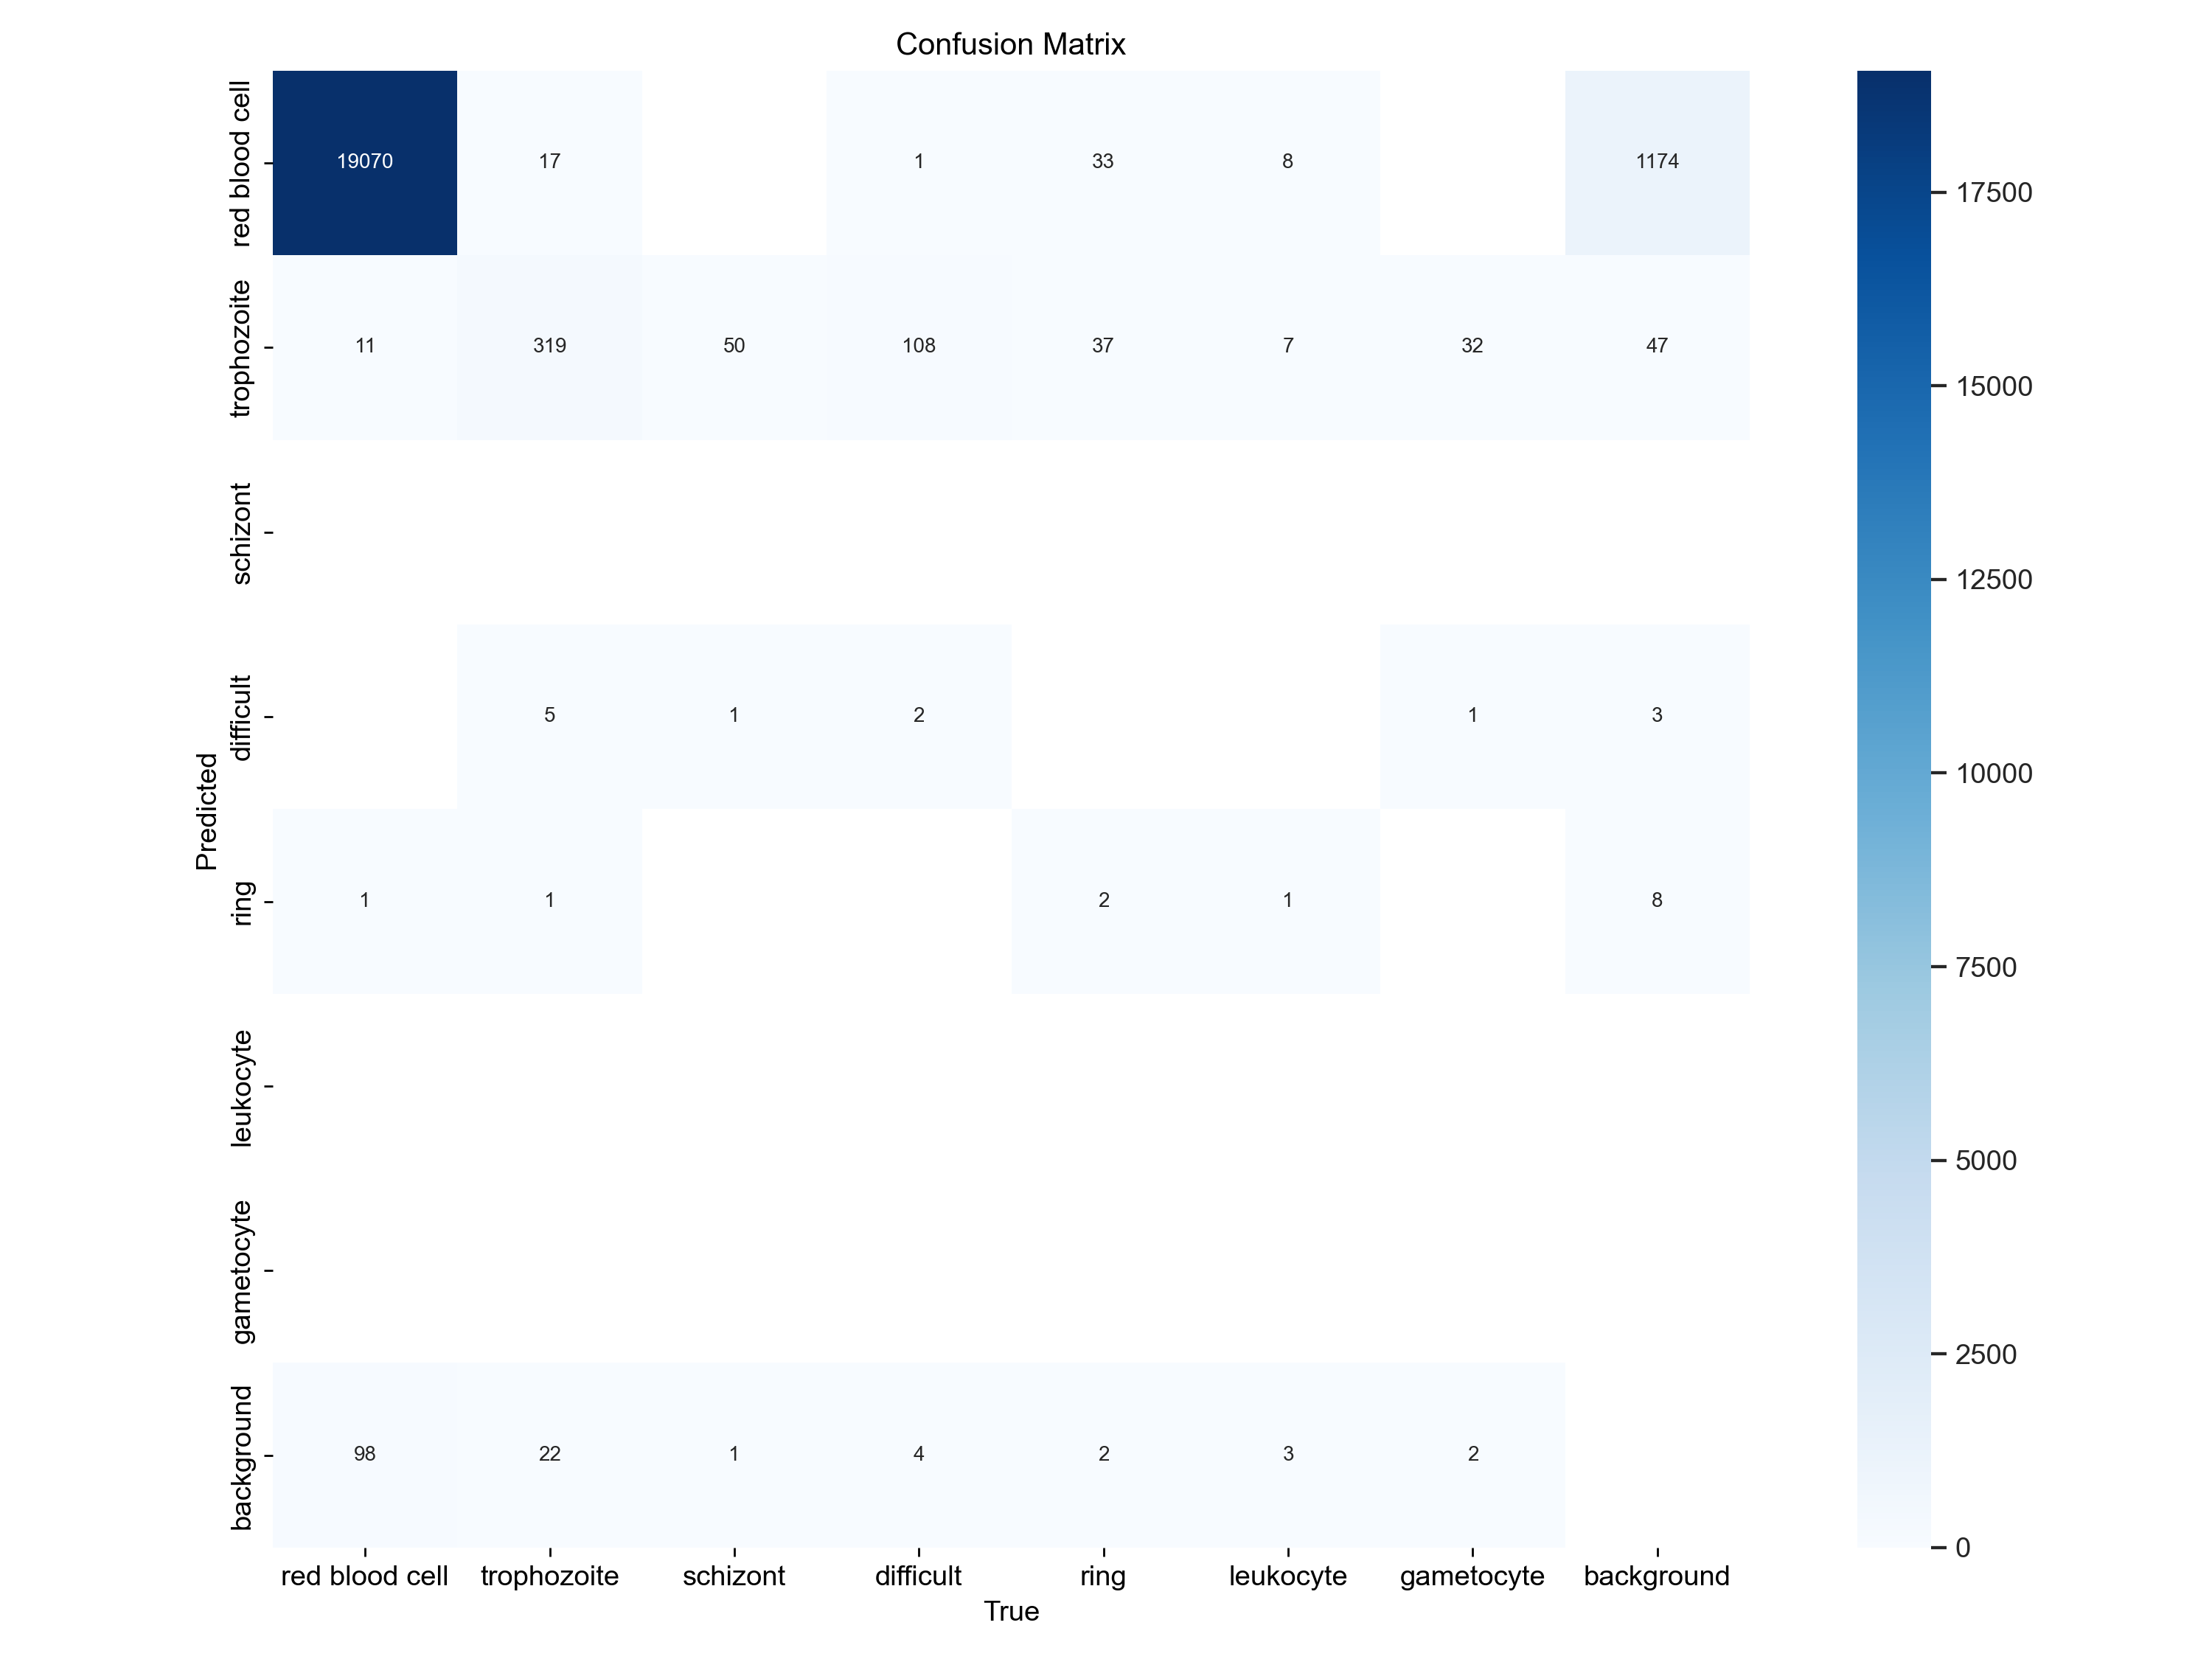 Confusion Matrix
red blood cell
19070 17 1 33 8 1174
trophozoite
11 319 50 108 37 7 32 47
schizont
difficult
5 1 2 1 3
ring
1 1 2 1 8
leukocyte
gametocyte
background
98 22 1 4 2 3 2
Predicted
red blood cell trophozoite schizont difficult ring leukocyte gametocyte background
True
17500
15000
12500
10000
7500
5000
2500
0